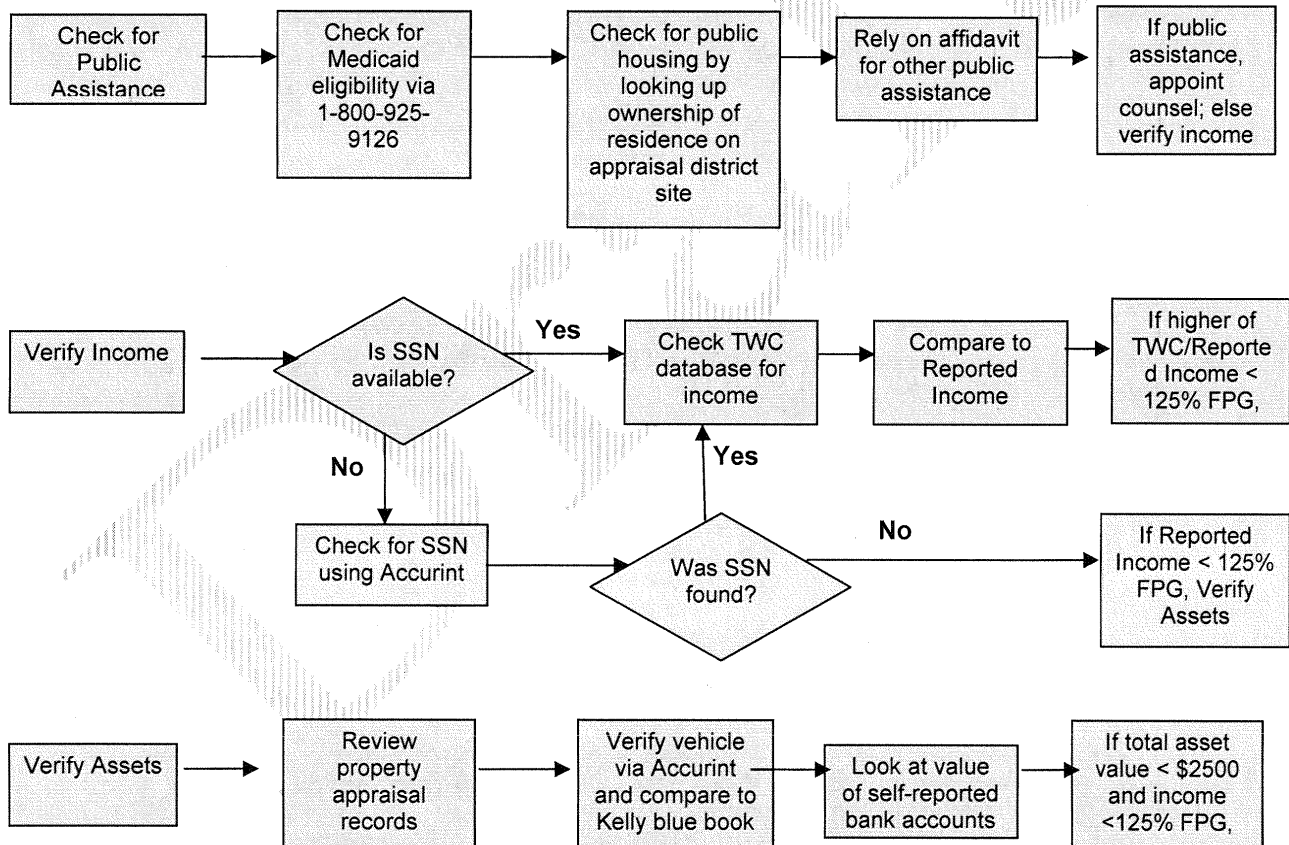 Check for
Public
Assistance
Check for
Medicaid
eligibility via
1-800-925-
9126
Check for public
housing by
looking up
ownership of
residence on
appraisal district
site
Rely on affidavit
for other public
assistance
If public
assistance,
appoint
counsel; else
verify income
Verify Income
Is SSN
available?
Yes
No
Check TWC
database for
income
Compare to
Reported
Income
If higher of
TWC/Reporte
d Income <
125% FPG,
Check for SSN
using Accurint
Was SSN
found?
Yes
No
If Reported
Income < 125%
FPG, Verify
Assets
Verify Assets
Review
property
appraisal
records
Verify vehicle
via Accurint
and compare to
Kelly blue book
Look at value
of self-reported
bank accounts
If total asset
value < $2500
and income
<125% FPG,